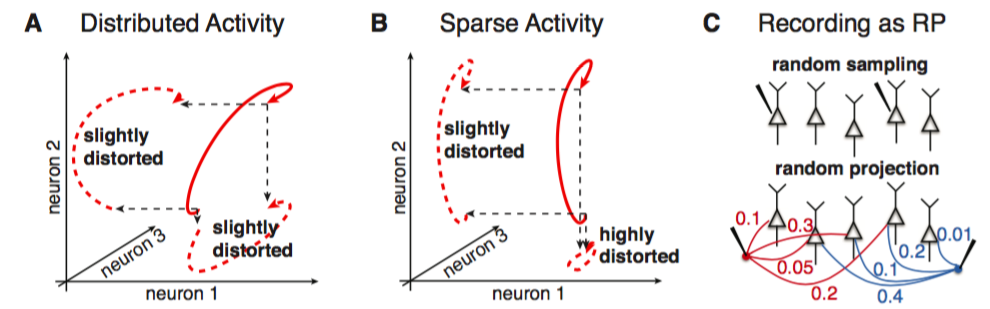 A Distributed Activity
neuron 2
slightly
distorted
slightly
distorted
neuron 3
neuron 1
B Sparse Activity
neuron 2
slightly
distorted
highly
distorted
neuron 3
neuron 1
C Recording as RP
random sampling
random projection
0.1
0.3
0.05
0.2
0.2
0.01
0.1
0.4